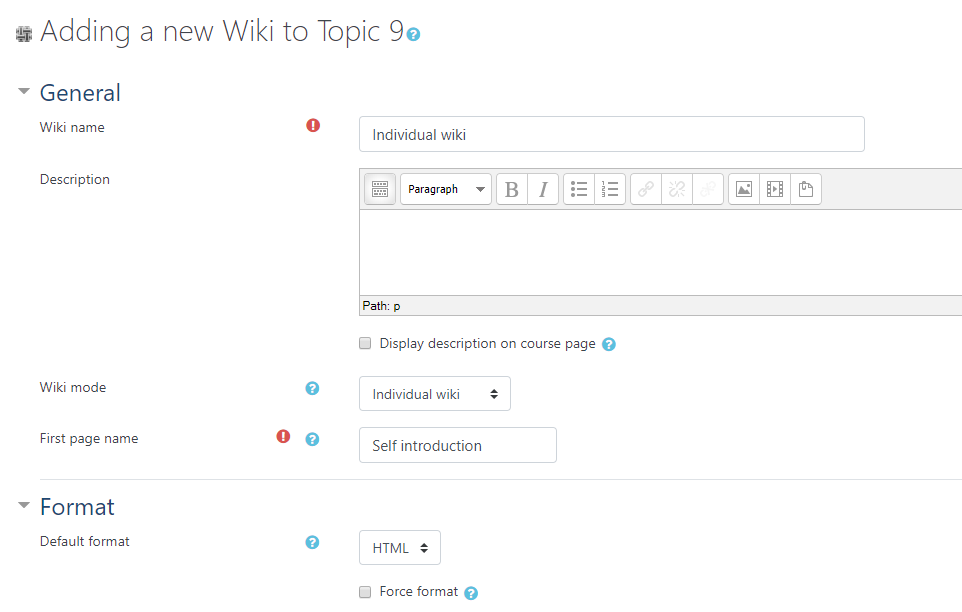 Adding a new Wiki to Topic 9
General
Wiki name
Individual wiki
Description
Paragraph B I
Path: p
Display description on course page
Wiki mode
Individual wiki
First page name
Self introduction
Format
Default format
HTML
Force format